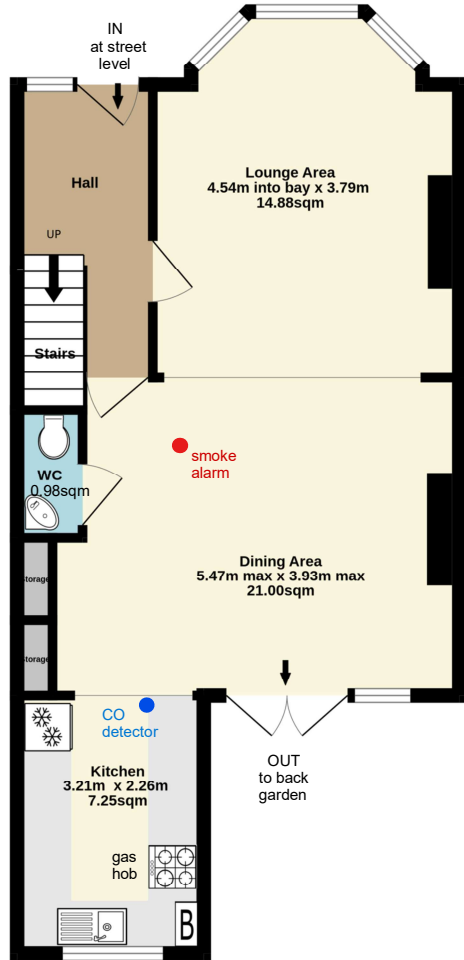 IN
at street
level
Lounge Area
4.54m into bay x 3.79m
14.88sqm
Hall
UP
Stairs
smoke
alarm
WC
0.98sqm
Dining Area
5.47m max x 3.93m max
21.00sqm
Storage
Storage
CO
detector
OUT
to back
garden
Kitchen
3.21m x 2.26m
7.25sqm
gas
hob
B